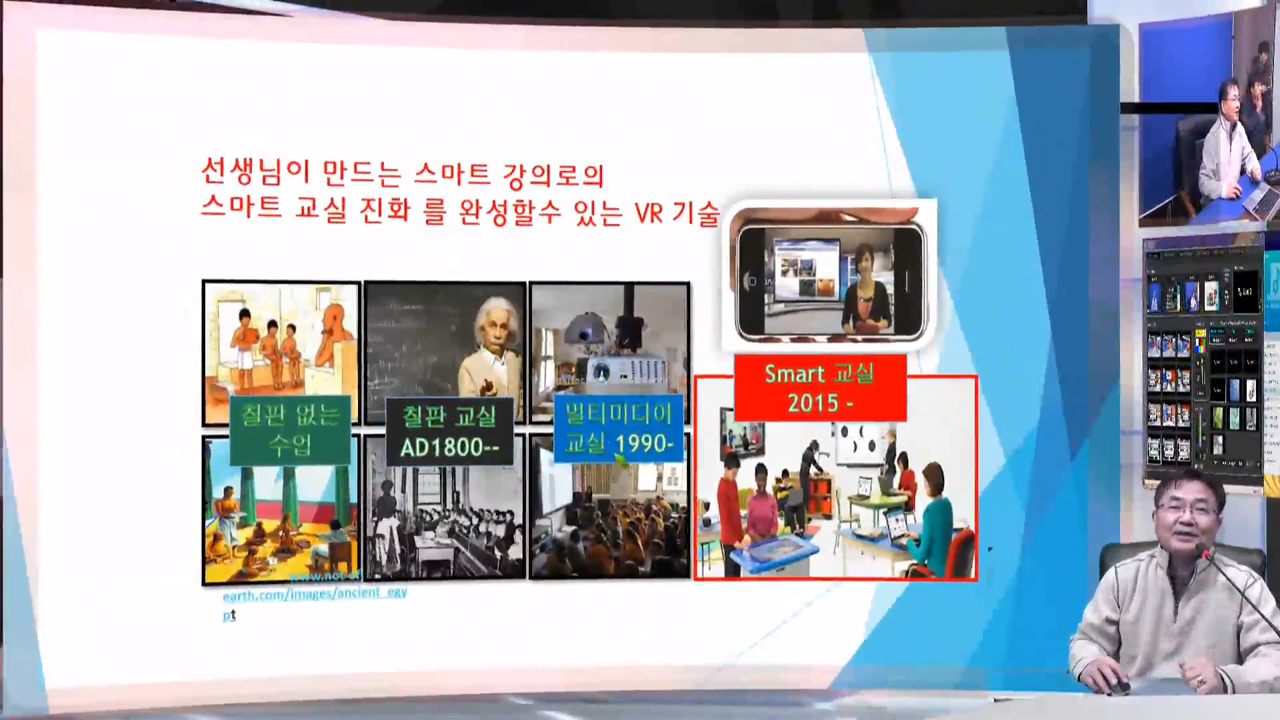 선생님이 만드는 스마트 강의로의
스마트 교실 진화 를 완성할수 있는 VR 기술
칠판 없는
수업
칠판 교실
AD1800--
멀티미디어
교실 1990-
Smart 교실
2015 -
www.not-of
earth.com/images/ancient_egy
pt